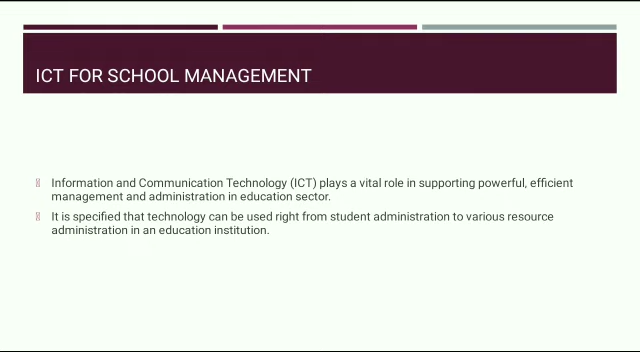 ICT FOR SCHOOL MANAGEMENT
Information and Communication Technology (ICT) plays a vital role in supporting powerful, efficient
management and administration in education sector.
It is specified that technology can be used right from student administration to various resource
administration in an education institution.